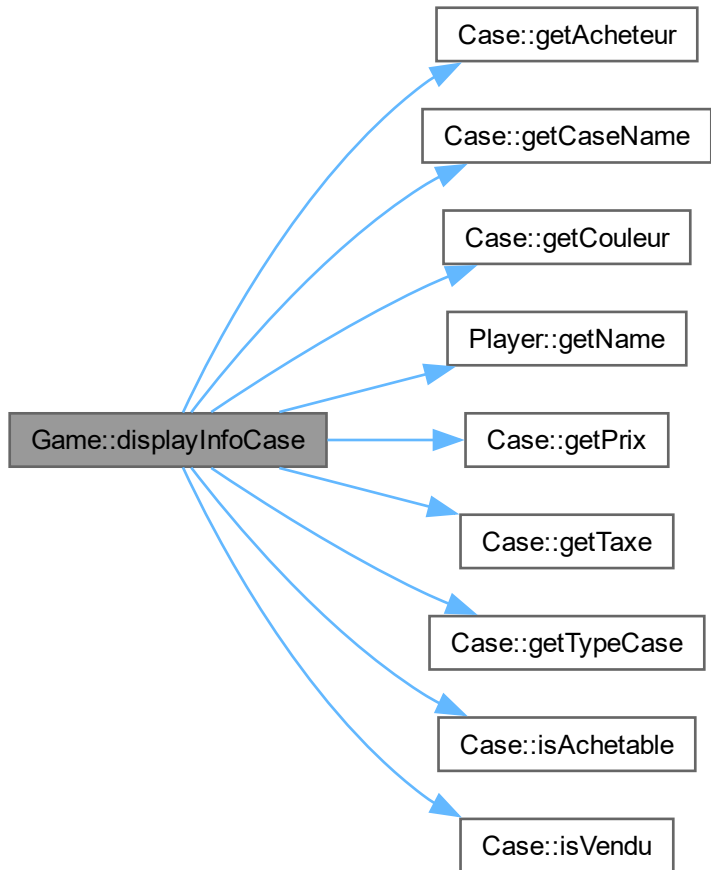 Case::getAcheteur
Case::getCaseName
Case::getCouleur
Player::getName
Game::displayInfoCase
Case::getPrix
Case::getTaxe
Case::getTypeCase
Case::isAchetable
Case::isVendu